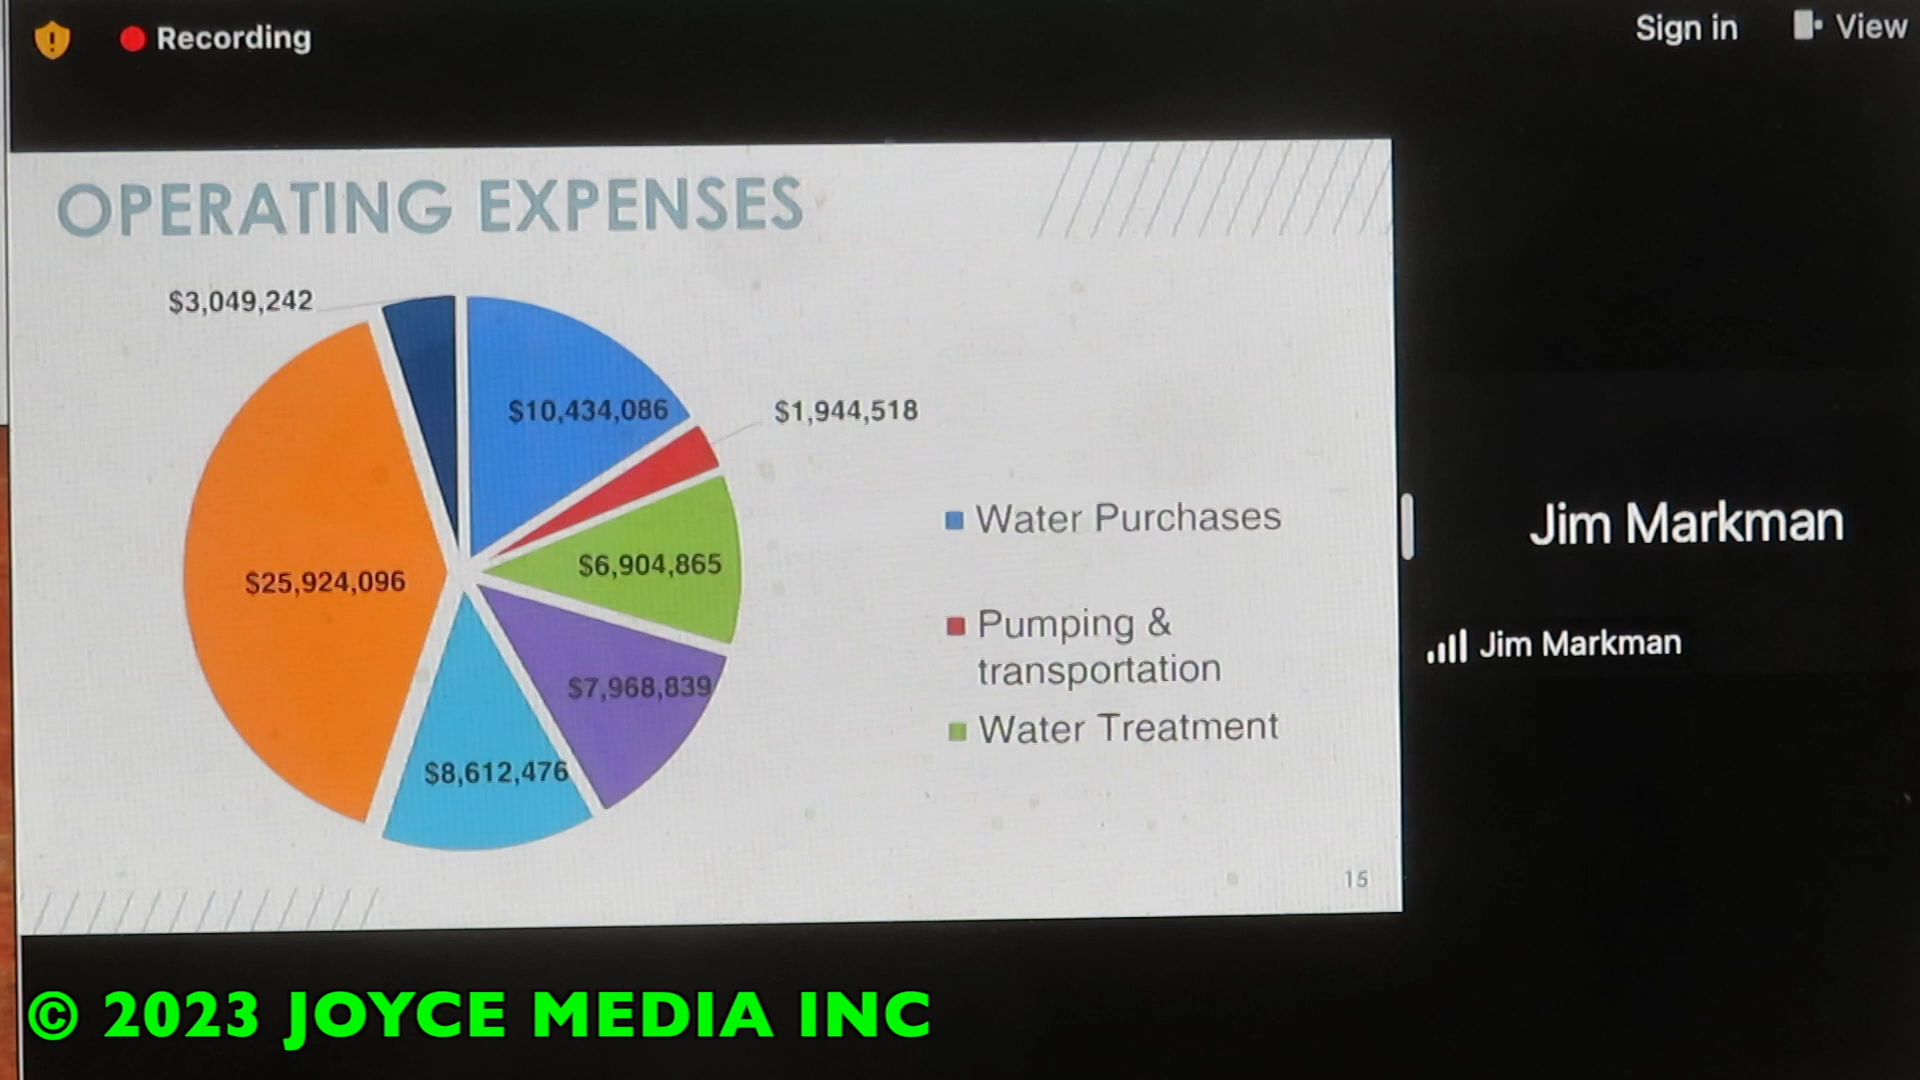 Recording
Sign in
View
OPERATING EXPENSES
$3,049,242
$10,434,086
$1,944,518
$6,904,865
$25,924,096
$7,968,839
$8,612,476
Water Purchases
Pumping &
transportation
Water Treatment
15
Jim Markman
Jim Markman
© 2023 JOYCE MEDIA INC